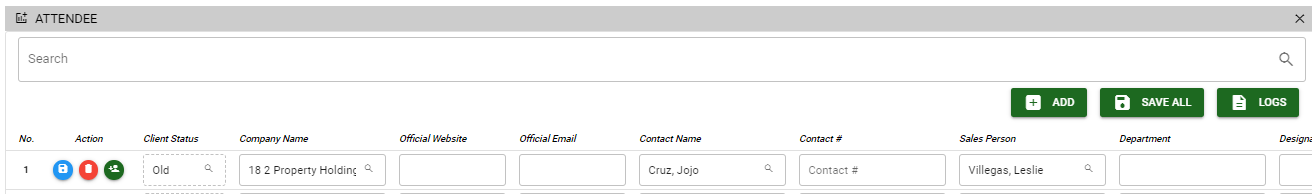 ATTENDEE
Search
ADD SAVE ALL LOGS
No. Action Client Status Company Name Official Website Official Email Contact Name Contact # Sales Person Department Designa
1 Old 18 2 Property Holding Cruz, Jojo Contact # Villegas, Leslie